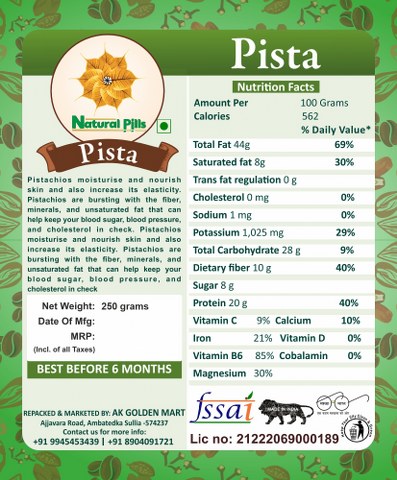 Natural Pills
Pista
Pistachios moisturise and nourish
skin and also increase its elasticity.
Pistachios are bursting with the fiber,
minerals, and unsaturated fat that can
help keep your blood sugar, blood pressure,
and cholesterol in check. Pistachios
moisturise and nourish skin and also
increase its elasticity. Pistachios are
bursting with the fiber, minerals, and
unsaturated fat that can help keep your
blood sugar, blood pressure, and
cholesterol in check
Net Weight: 250 grams
Date Of Mfg:
MRP:
(Incl. of all Taxes)
BEST BEFORE 6 MONTHS
REPACKED & MARKETED BY: AK GOLDEN MART
Ajjavara Road, Ambatedka Sullia -574237
Contact us for more info:
+91 9945453439 | +91 8904091721
Pista
Nutrition Facts
Amount Per 100 Grams
Calories 562
% Daily Value*
Total Fat 44g 69%
Saturated fat 8g 30%
Trans fat regulation 0 g
Cholesterol 0 mg 0%
Sodium 1 mg 0%
Potassium 1,025 mg 29%
Total Carbohydrate 28 g 9%
Dietary fiber 10 g 40%
Sugar 8 g
Protein 20 g 40%
Vitamin C 9% Calcium 10%
Iron 21% Vitamin D 0%
Vitamin B6 85% Cobalamin 0%
Magnesium 30%
fssai
MADE IN INDIA
Lic no: 21222069000189